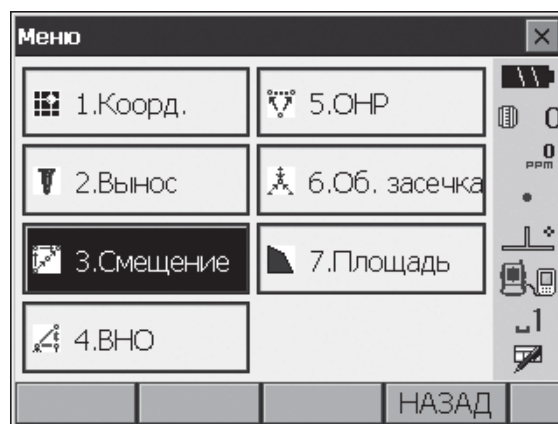 Меню
1.Коорд.
5.ОНР
2.Вынос
6.Об. засечка
3.Смещение
7.Площадь
4.ВНО
НАЗАД
0
0
ppm
1